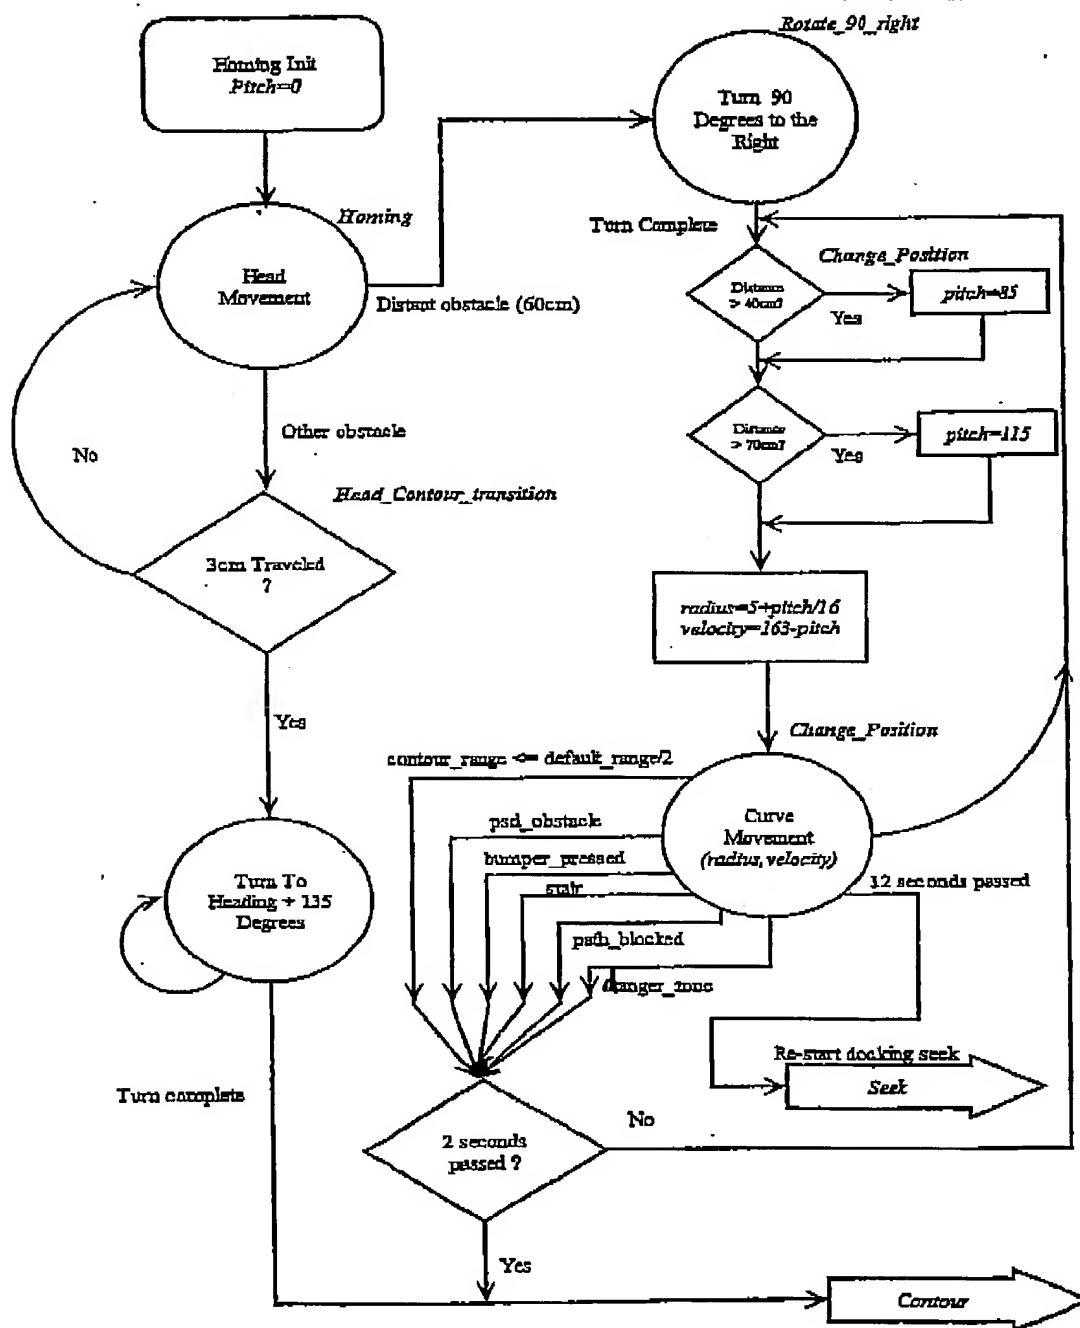 Rotate_90_right
Homing Init
Pitch=0
Turn 90
Degrees to the
Right
Homing
Turn Complete
Head
Movement
Distant obstacle (60cm)
Change_Position
Distance
> 40cm?
Yes
pitch=85
Other obstacle
No
Distance
> 70cm?
Yes
pitch=115
Head_Contour_transition
3cm Traveled
?
radius=5+pitch/16
velocity=163-pitch
Yes
Change_Position
contour_range <= default_range/2
psd_obstacle
bumper_pressed
stair
path_blocked
danger_zone
Curve
Movement
(radius, velocity)
12 seconds passed
Turn To
Heading + 135
Degrees
Re-start docking seek
Seek
Turn complete
No
2 seconds
passed ?
Yes
Contour